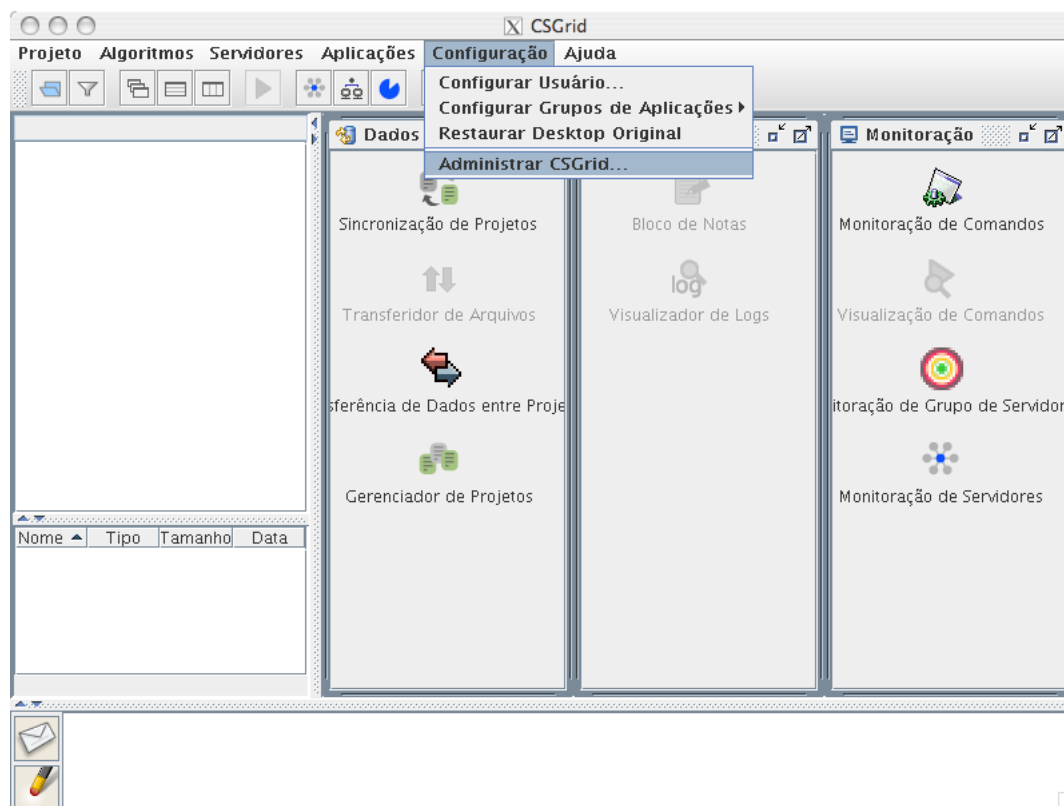 CSGrid
Projeto Algoritmos Servidores Aplicações Configuração Ajuda
Configurar Usuário...
Configurar Grupos de Aplicações
Restaurar Desktop Original
Administrar CSGrid...
Dados
Sincronização de Projetos
Transferidor de Arquivos
sferência de Dados entre Proje
Gerenciador de Projetos
Bloco de Notas
log
Visualizador de Logs
Monitoração
Monitoração de Comandos
Visualização de Comandos
itoração de Grupo de Servidor
Monitoração de Servidores
Nome Tipo Tamanho Data